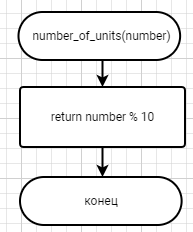 number_of_units(number)
return number % 10
конец